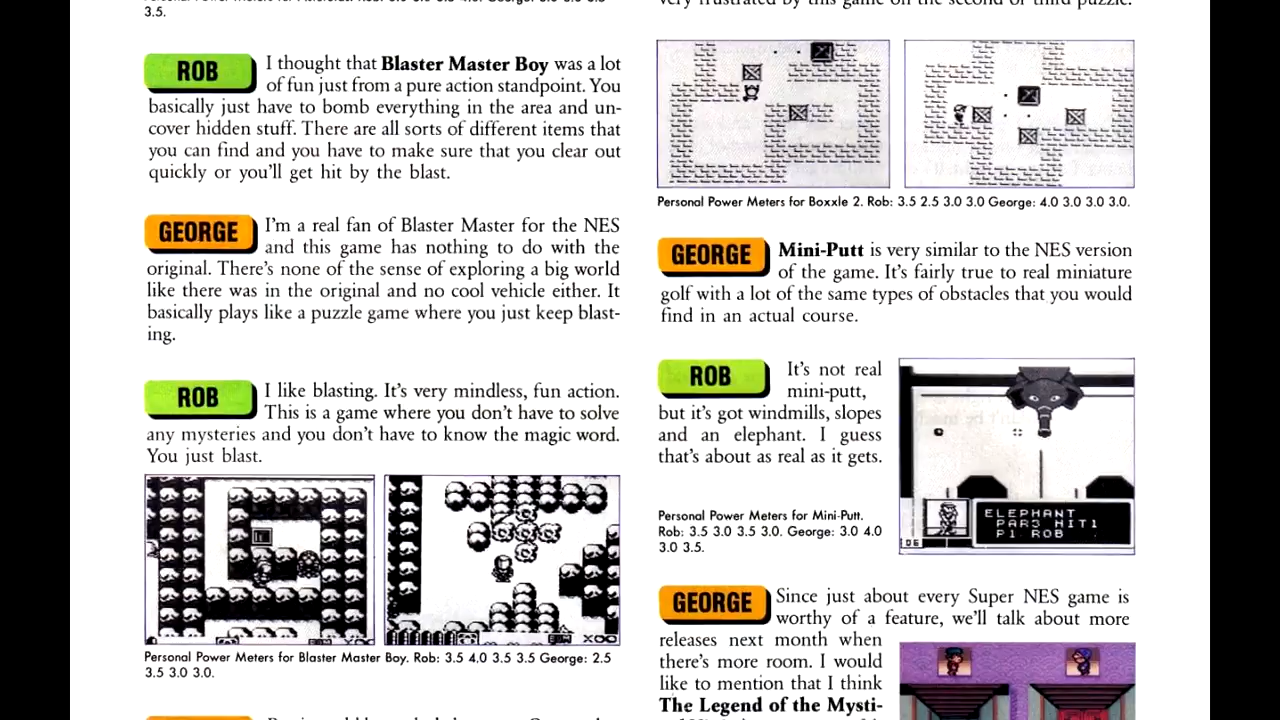 3.5.
ROB I thought that Blaster Master Boy was a lot
of fun just from a pure action standpoint. You
basically just have to bomb everything in the area and un-
cover hidden stuff. There are all sorts of different items that
you can find and you have to make sure that you clear out
quickly or you'll get hit by the blast.
GEORGE I'm a real fan of Blaster Master for the NES
and this game has nothing to do with the
original. There's none of the sense of exploring a big world
like there was in the original and no cool vehicle either. It
basically plays like a puzzle game where you just keep blast-
ing.
ROB I like blasting. It's very mindless, fun action.
This is a game where you don't have to solve
any mysteries and you don't have to know the magic word.
You just blast.
Personal Power Meters for Blaster Master Boy. Rob: 3.5 4.0 3.5 3.5 George: 2.5
3.5 3.0 3.0.
very frustrated by this game on the second or third puzzle.
Personal Power Meters for Boxxle 2. Rob: 3.5 2.5 3.0 3.0 George: 4.0 3.0 3.0 3.0.
GEORGE Mini-Putt is very similar to the NES version
of the game. It's fairly true to real miniature
golf with a lot of the same types of obstacles that you would
find in an actual course.
ROB It's not real
mini-putt,
but it's got windmills, slopes
and an elephant. I guess
that's about as real as it gets.
ELEPHANT
PAR3 HIT1
P1 ROB
Personal Power Meters for Mini-Putt.
Rob: 3.5 3.0 3.5 3.0. George: 3.0 4.0
3.0 3.5.
GEORGE Since just about every Super NES game is
worthy of a feature, we'll talk about more
releases next month when
there's more room. I would
like to mention that I think
The Legend of the Mysti-